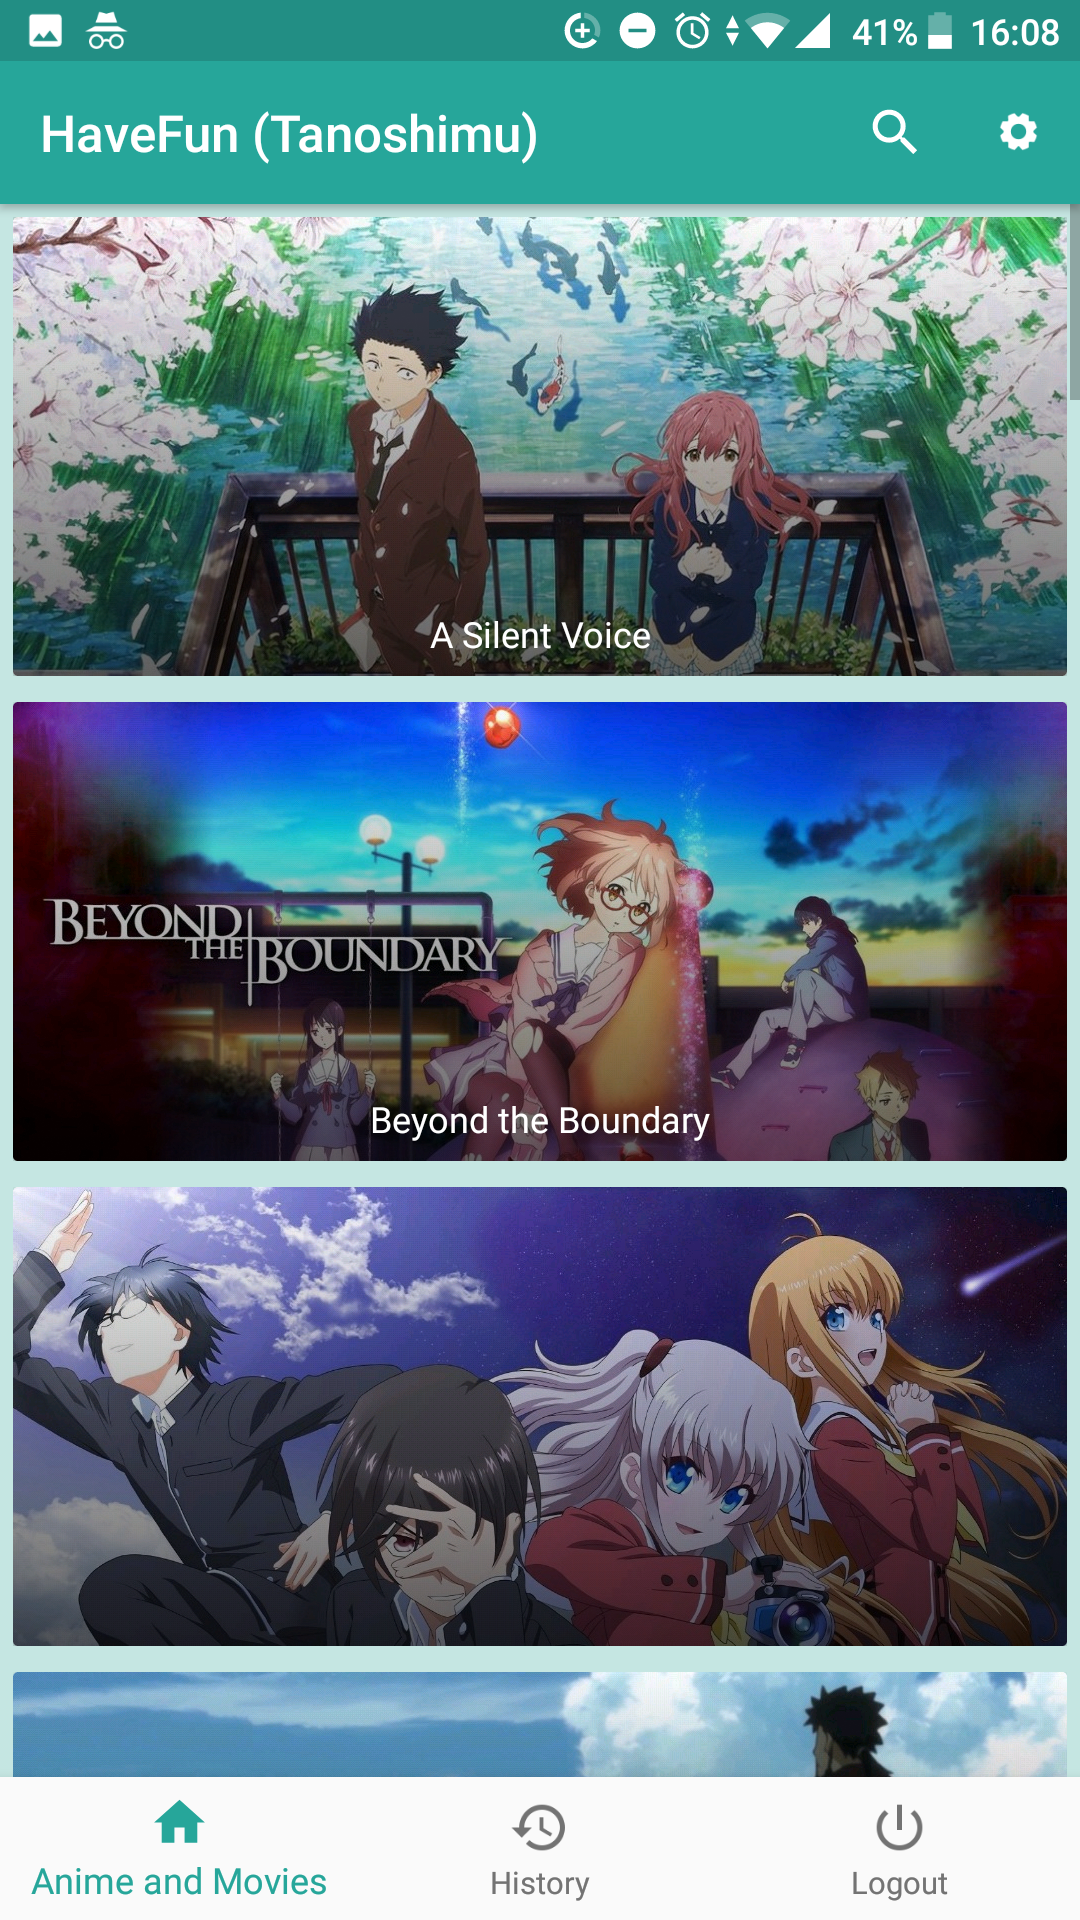 41% 16:08
HaveFun (Tanoshimu)
A Silent Voice
BEYOND
THE BOUNDARY
Beyond the Boundary
Anime and Movies
History
Logout